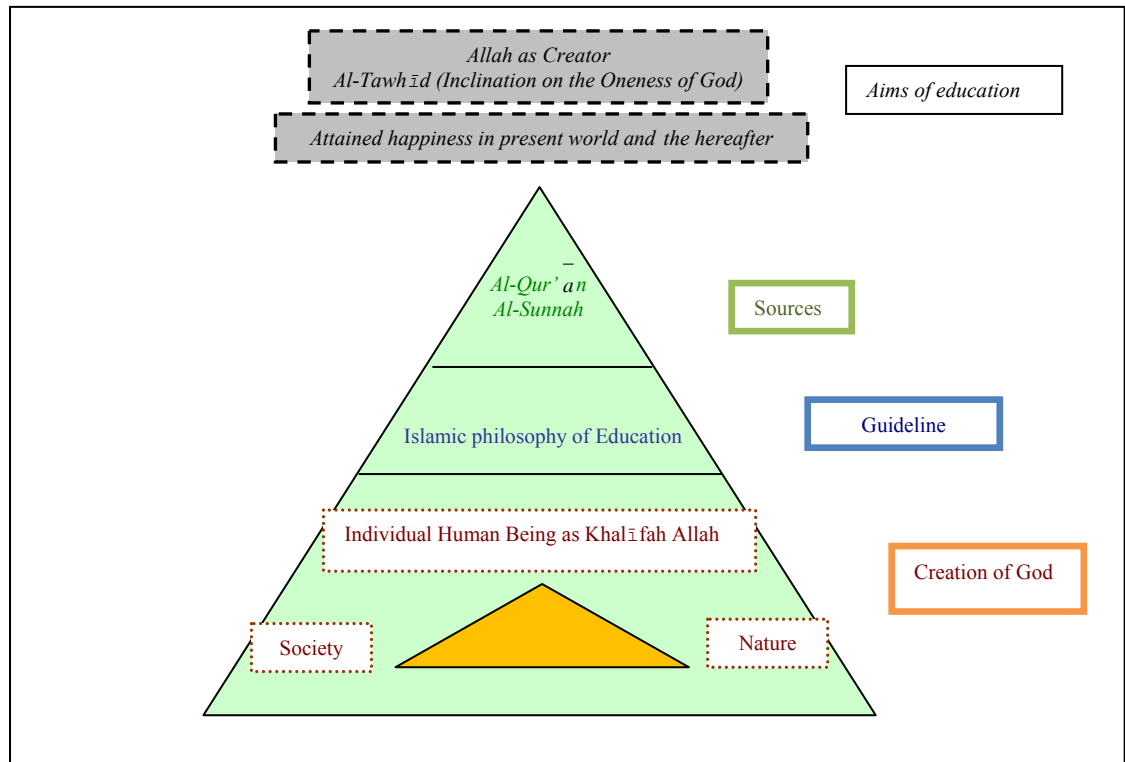 Allah as Creator
Al-Tawhīd (Inclination on the Oneness of God)
Aims of education
Attained happiness in present world and the hereafter
Al-Qur'ān
Al-Sunnah
Sources
Islamic philosophy of Education
Guideline
Individual Human Being as Khalīfah Allah
Creation of God
Society
Nature